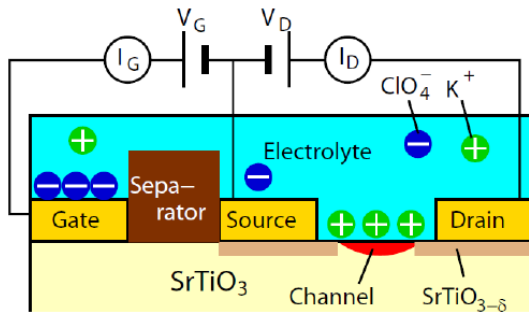 V_G V_D
I_G I_D
ClO₄⁻ K⁺
+ − Electrolyte +
− − − Sepa- −
rator
Gate Source + + + Drain
SrTiO₃ Channel SrTiO₃₋δ